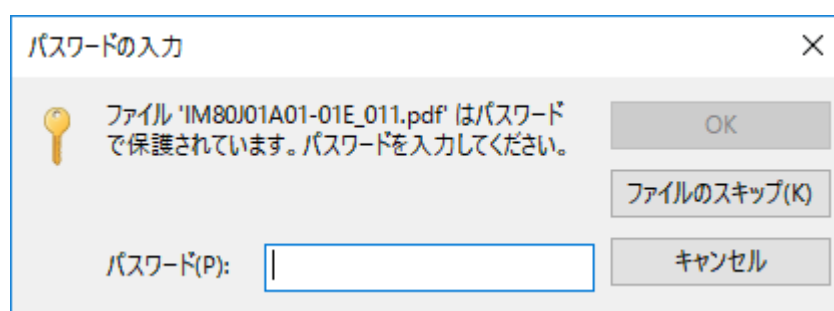 パスワードの入力
ファイル 'IM80J01A01-01E_011.pdf' はパスワード
で保護されています。パスワードを入力してください。
OK
ファイルのスキップ(K)
パスワード(P):
キャンセル